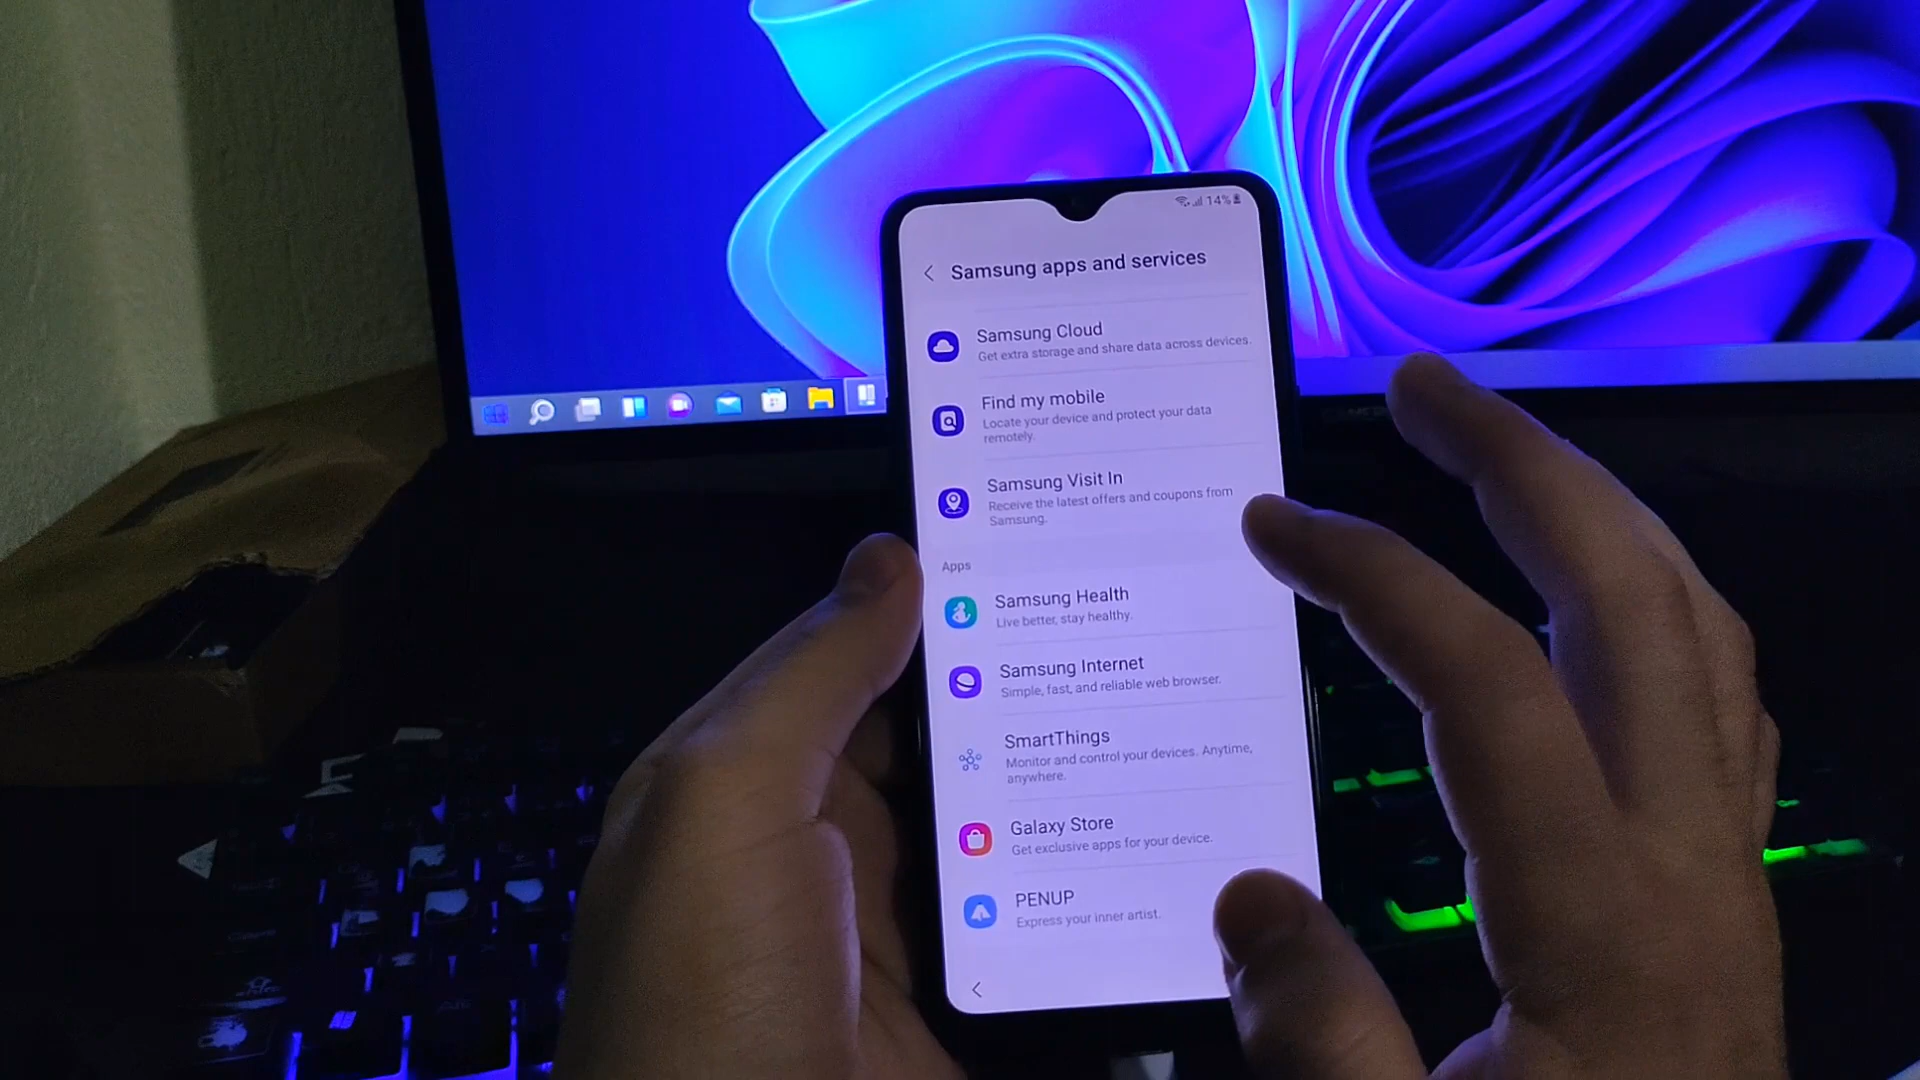 14%
Samsung apps and services
Samsung Cloud
Get extra storage and share data across devices.
Find my mobile
Locate your device and protect your data
remotely.
Samsung Visit In
Receive the latest offers and coupons from
Samsung.
Apps
Samsung Health
Live better, stay healthy.
Samsung Internet
Simple, fast, and reliable web browser.
SmartThings
Monitor and control your devices. Anytime,
anywhere.
Galaxy Store
Get exclusive apps for your device.
PENUP
Express your inner artist.